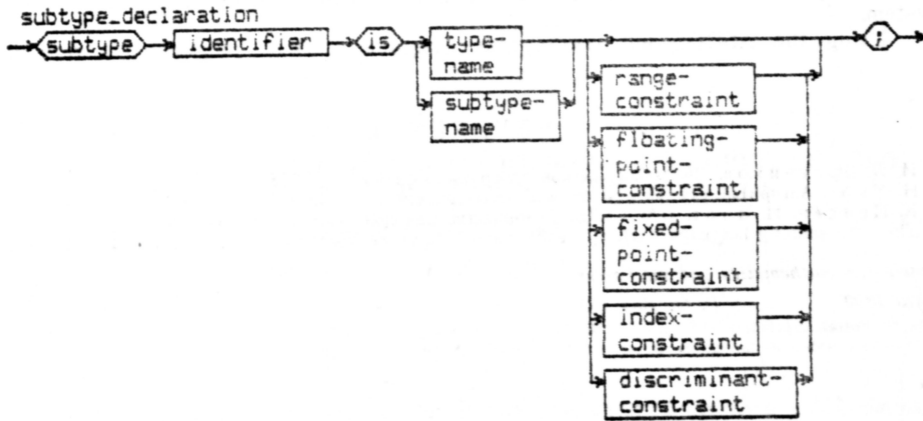 subtype_declaration
subtype identifier is type-
name
subtype-
name
range-
constraint
floating-
point-
constraint
fixed-
point-
constraint
index-
constraint
discriminant-
constraint
;